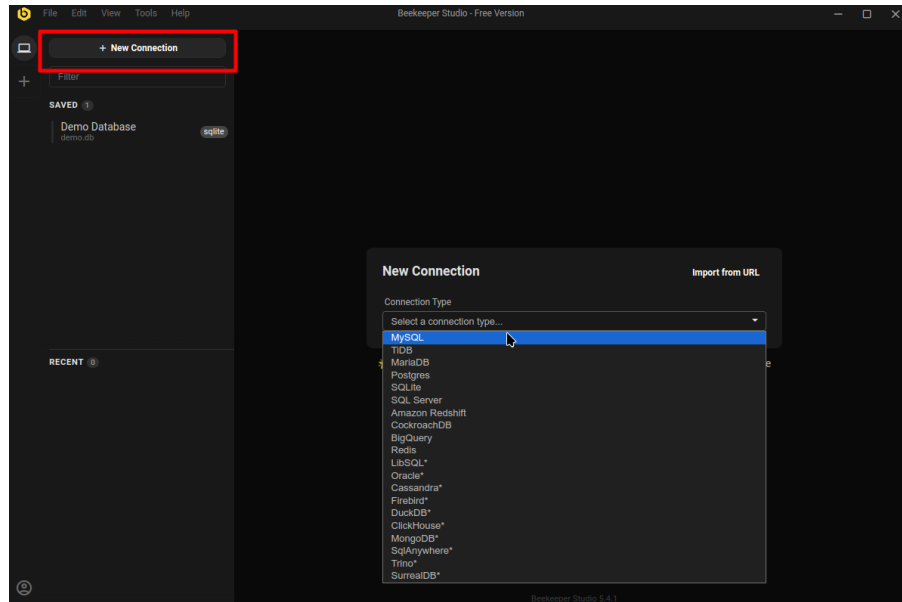 File Edit View Tools Help
Beekeeper Studio - Free Version
+ New Connection
Filter
SAVED 1
Demo Database
demo.db
sqlite
RECENT 0
New Connection
Import from URL
Connection Type
Select a connection type...
MySQL
TiDB
MariaDB
Postgres
SQLite
SQL Server
Amazon Redshift
CockroachDB
BigQuery
Redis
LibSQL*
Oracle*
Cassandra*
Firebird*
DuckDB*
ClickHouse*
MongoDB*
SqlAnywhere*
Trino*
SurrealDB*
Beekeeper Studio 5.4.1